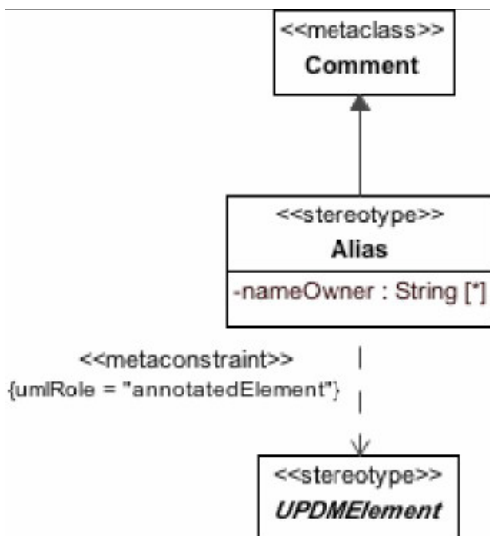 <<metaclass>>
Comment
<<stereotype>>
Alias
-nameOwner : String [*]
<<metaconstraint>>
{umlRole = "annotatedElement"}
<<stereotype>>
UPDMElement